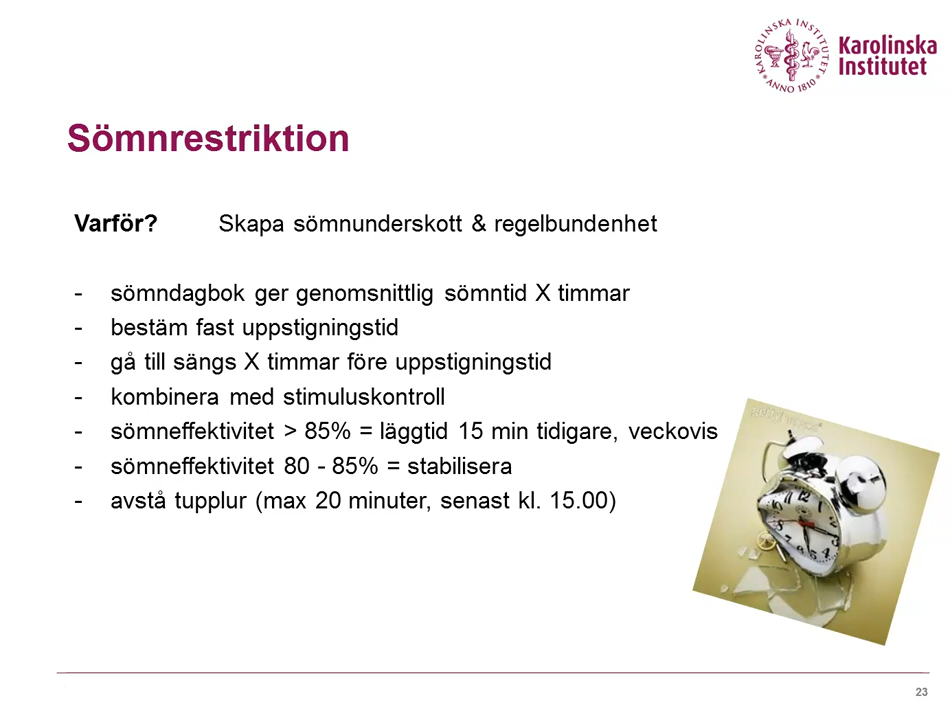 KAROLINSKA INSTITUTET
ANNO 1810
Karolinska
Institutet
Sömnrestriktion
Varför? Skapa sömnunderskott & regelbundenhet
- sömndagbok ger genomsnittlig sömntid X timmar
- bestäm fast uppstigningstid
- gå till sängs X timmar före uppstigningstid
- kombinera med stimuluskontroll
- sömneffektivitet > 85% = läggtid 15 min tidigare, veckovis
- sömneffektivitet 80 - 85% = stabilisera
- avstå tupplur (max 20 minuter, senast kl. 15.00)
23